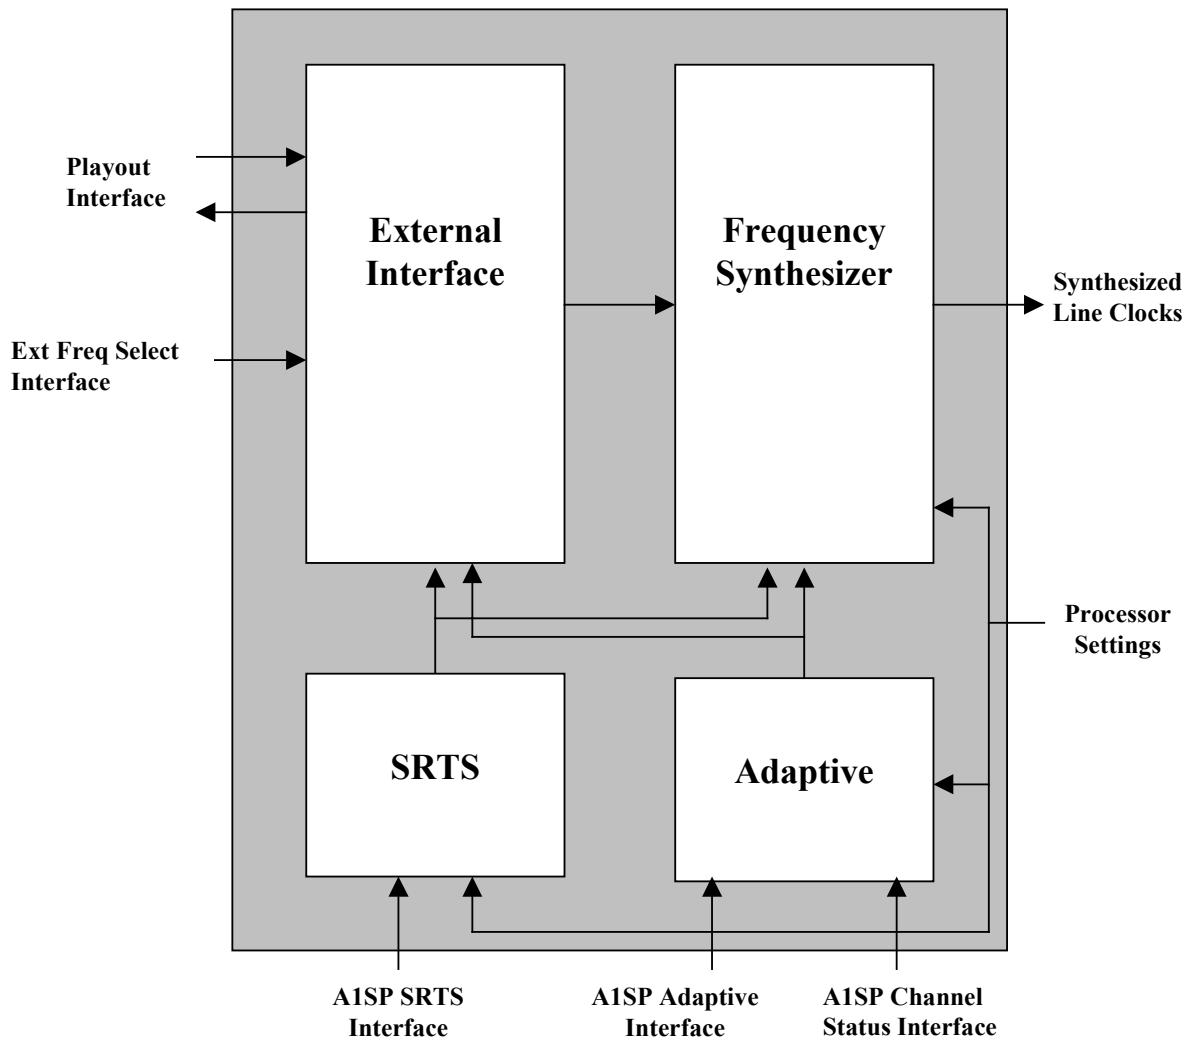 Playout
Interface
External
Interface
Frequency
Synthesizer
Synthesized
Line Clocks
Ext Freq Select
Interface
Processor
Settings
SRTS
Adaptive
A1SP SRTS
Interface
A1SP Adaptive
Interface
A1SP Channel
Status Interface